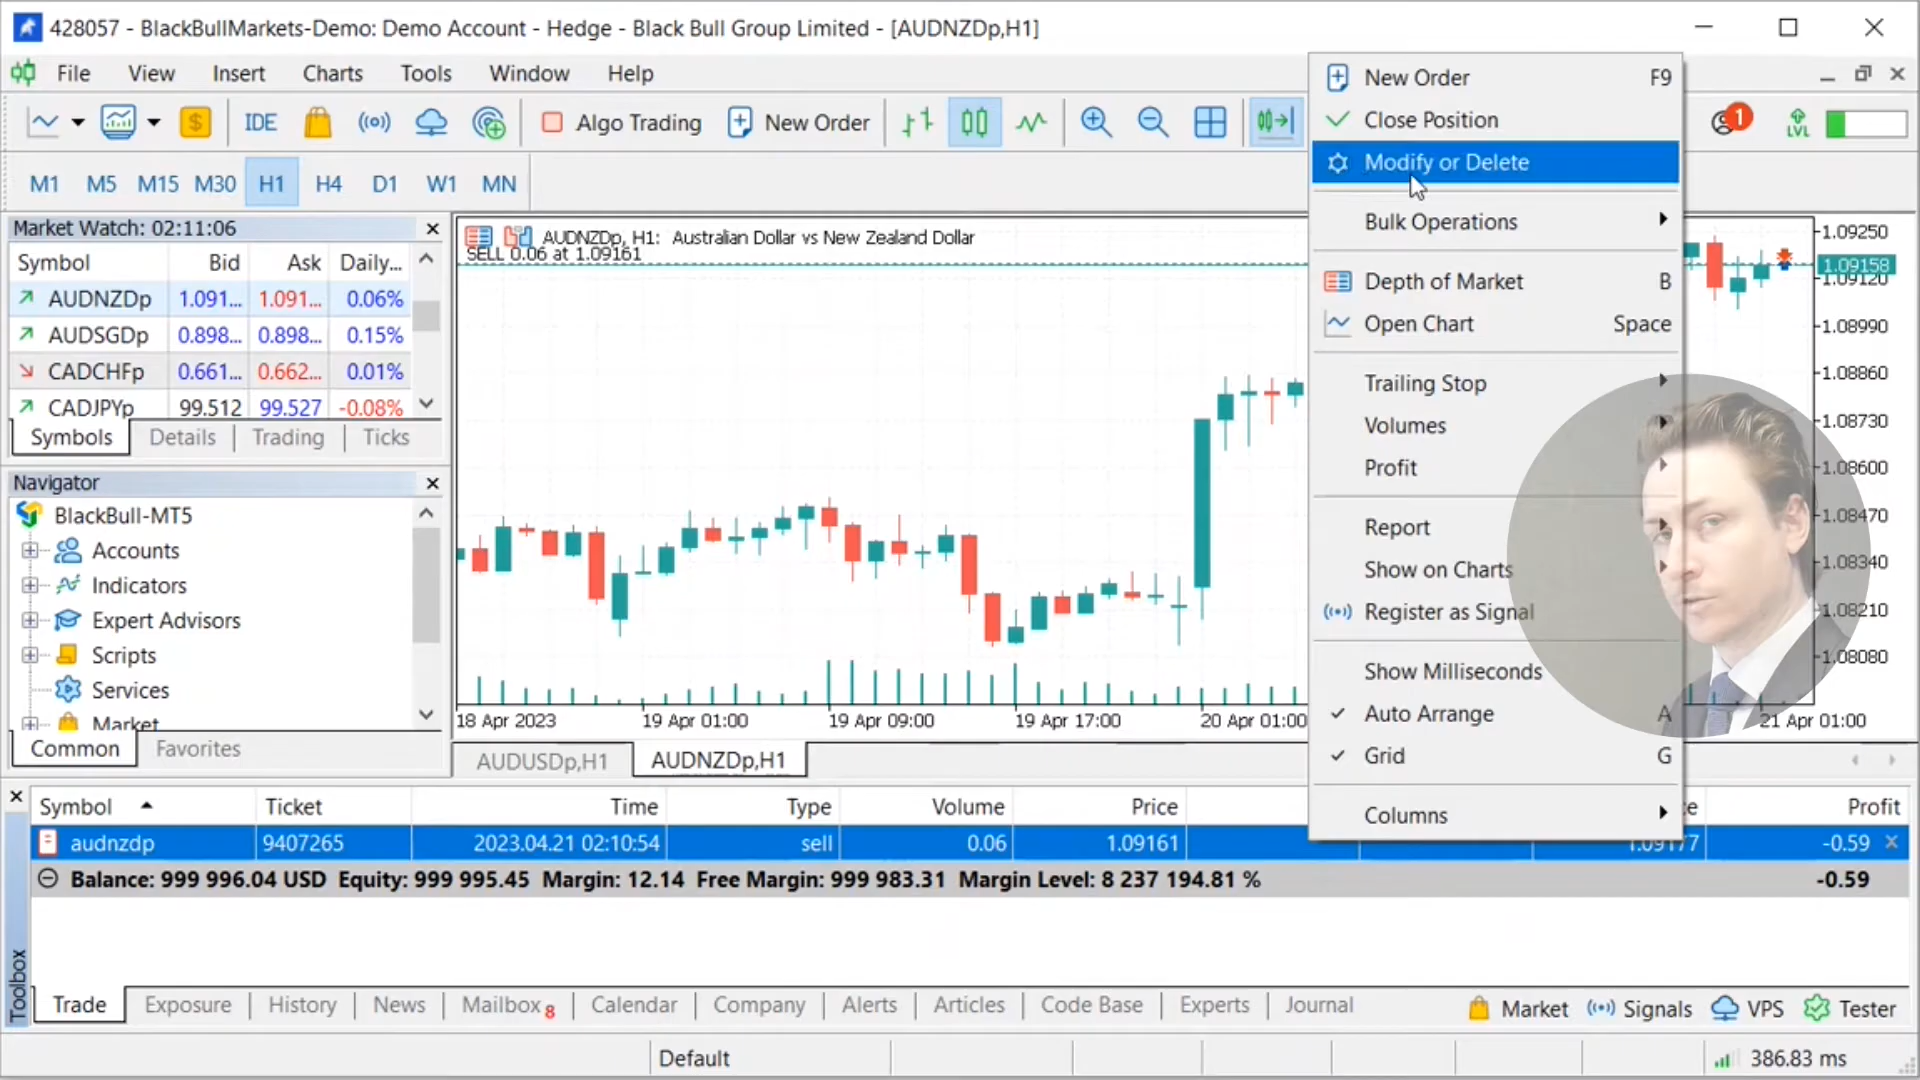 428057 - BlackBullMarkets-Demo: Demo Account - Hedge - Black Bull Group Limited - [AUDNZDp,H1]
File View Insert Charts Tools Window Help
IDE Algo Trading New Order
1
LVL
M1 M5 M15 M30 H1 H4 D1 W1 MN
Market Watch: 02:11:06
Symbol Bid Ask Daily...
AUDNZDp 1.091... 1.091... 0.06%
AUDSGDp 0.898... 0.898... 0.15%
CADCHFp 0.661... 0.662... 0.01%
CADJPYp 99.512 99.527 -0.08%
Symbols Details Trading Ticks
Navigator
BlackBull-MT5
Accounts
Indicators
Expert Advisors
Scripts
Services
Market
Common Favorites
AUDNZDp, H1: Australian Dollar vs New Zealand Dollar
SELL 0.06 at 1.09161
1.09250
1.09158
1.09120
1.08990
1.08860
1.08730
1.08600
1.08470
1.08340
1.08210
1.08080
18 Apr 2023 19 Apr 01:00 19 Apr 09:00 19 Apr 17:00 20 Apr 01:00 21 Apr 01:00
AUDUSDp,H1 AUDNZDp,H1
New Order F9
Close Position
Modify or Delete
Bulk Operations
Depth of Market B
Open Chart Space
Trailing Stop
Volumes
Profit
Report
Show on Charts
Register as Signal
Show Milliseconds
Auto Arrange A
Grid G
Columns
Symbol Ticket Time Type Volume Price Profit
audnzdp 9407265 2023.04.21 02:10:54 sell 0.06 1.09161 1.09177 -0.59
Balance: 999 996.04 USD Equity: 999 995.45 Margin: 12.14 Free Margin: 999 983.31 Margin Level: 8 237 194.81 % -0.59
Toolbox
Trade Exposure History News Mailbox 8 Calendar Company Alerts Articles Code Base Experts Journal
Market Signals VPS Tester
Default
386.83 ms